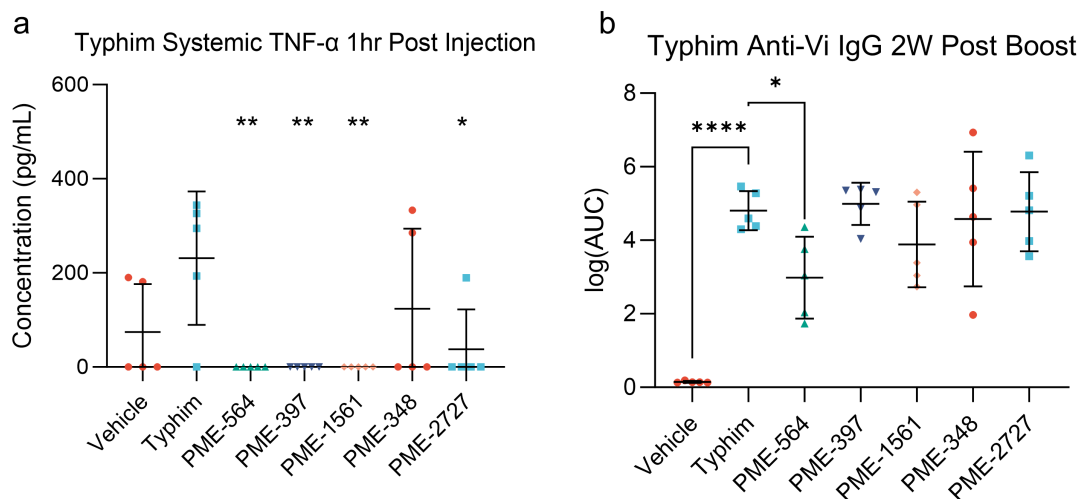 a
Typhim Systemic TNF-α 1hr Post Injection
Concentration (pg/mL)
600
400
200
0
** ** ** *
Vehicle
Typhim
PME-564
PME-397
PME-1561
PME-348
PME-2727
b
Typhim Anti-Vi IgG 2W Post Boost
log(AUC)
8
6
4
2
0
*
****
Vehicle
Typhim
PME-564
PME-397
PME-1561
PME-348
PME-2727